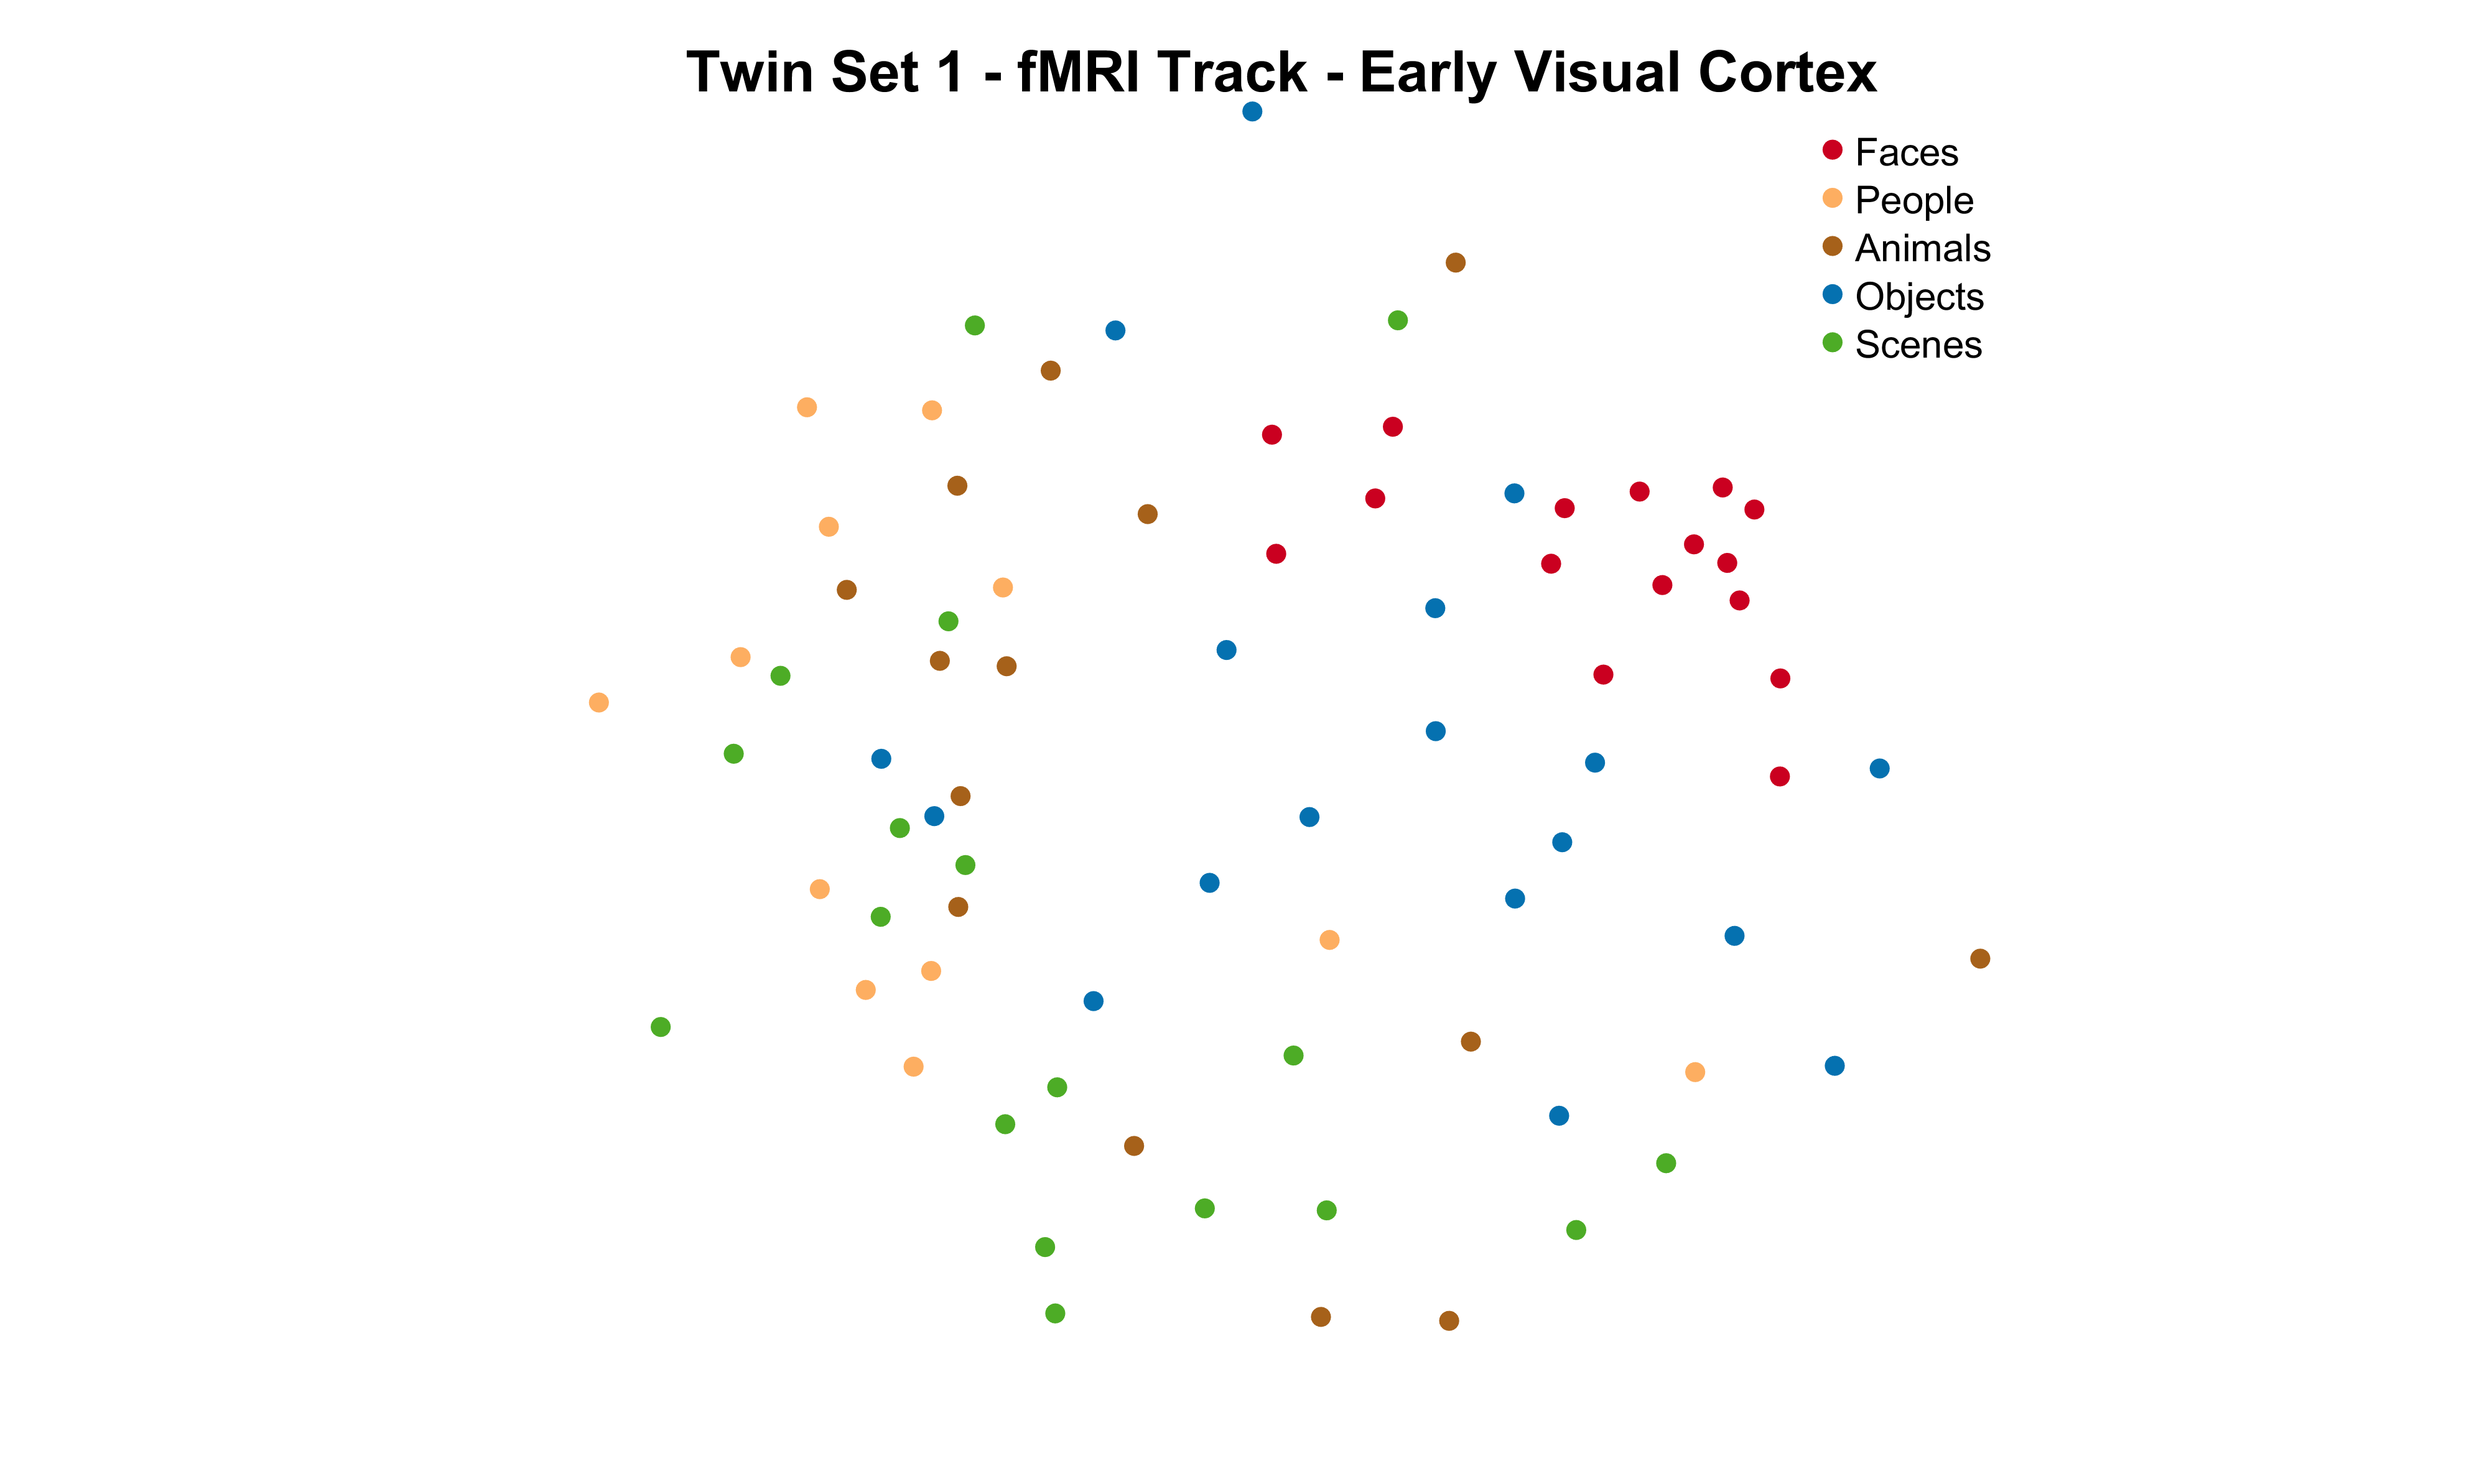 Twin Set 1 - fMRI Track - Early Visual Cortex
Faces
People
Animals
Objects
Scenes